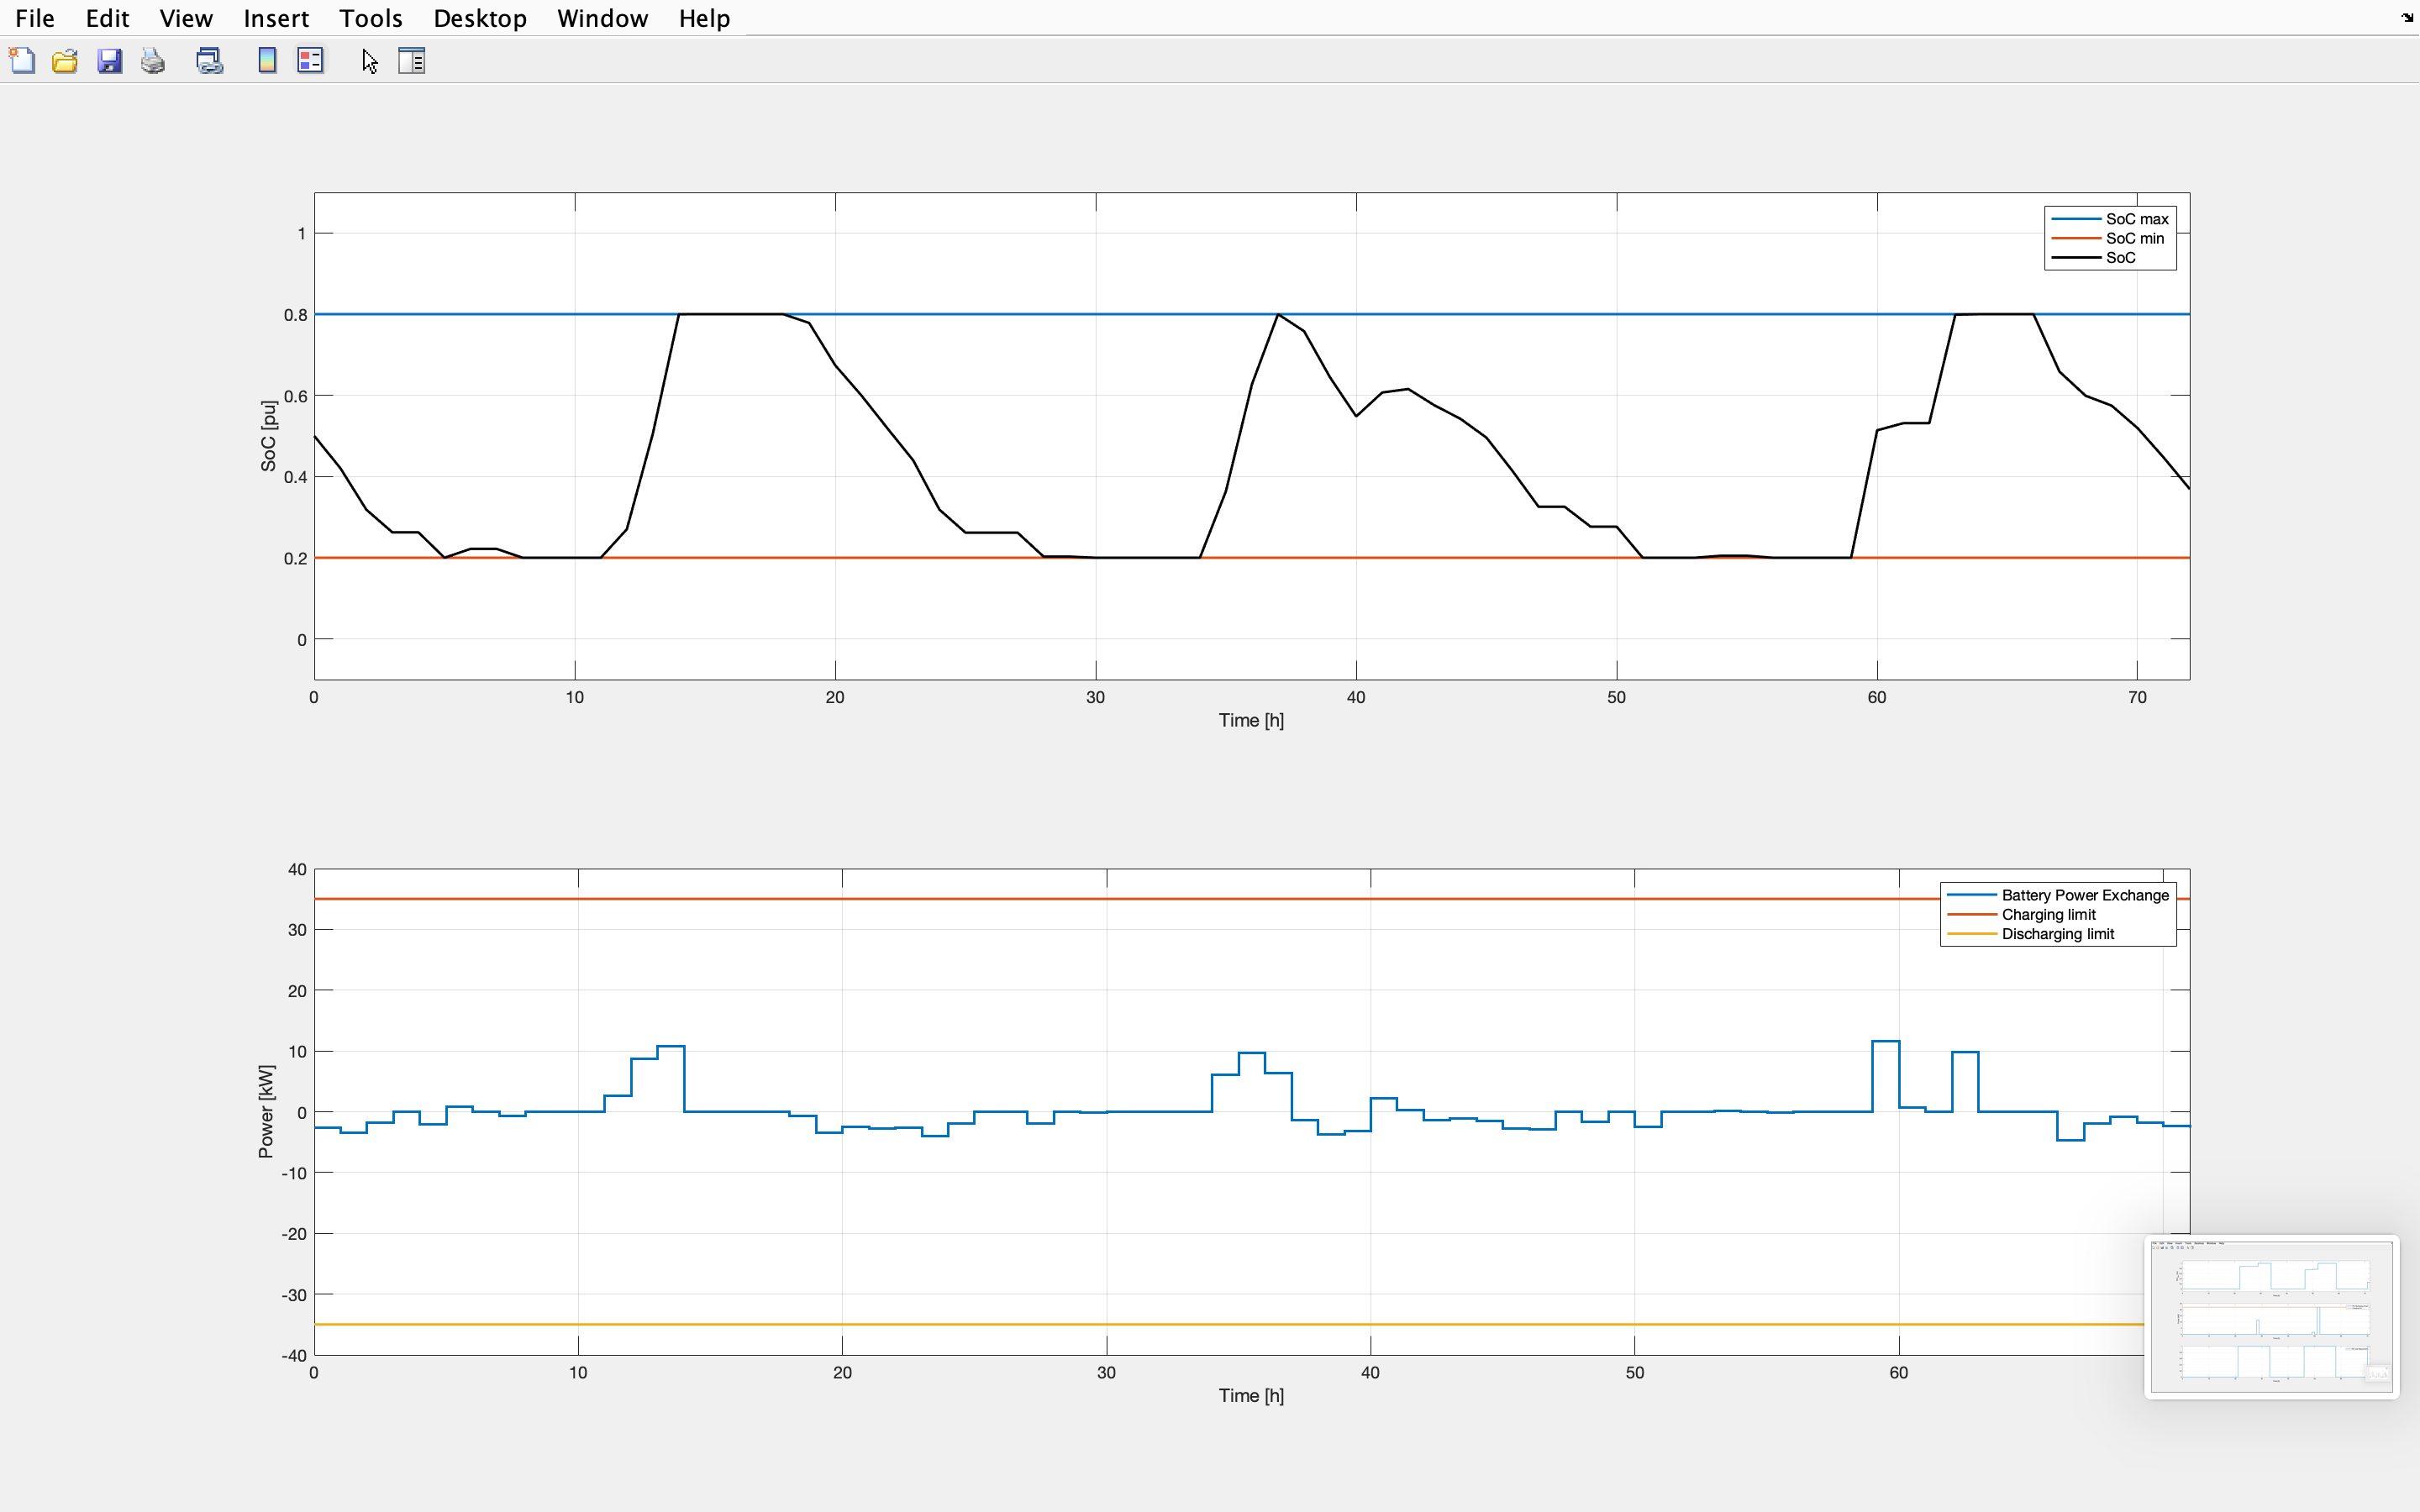 File Edit View Insert Tools Desktop Window Help
SoC max
SoC min
SoC
1
0.8
0.6
0.4
0.2
0
SoC [pu]
0 10 20 30 40 50 60 70
Time [h]
Battery Power Exchange
Charging limit
Discharging limit
40
30
20
10
0
-10
-20
-30
-40
Power [kW]
0 10 20 30 40 50 60
Time [h]